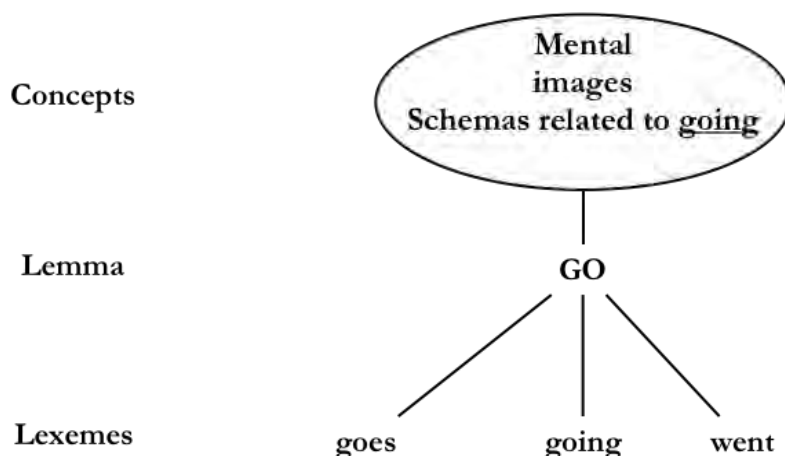 Mental
images
Concepts
Schemas related to going
Lemma
GO
Lexemes
goes going went